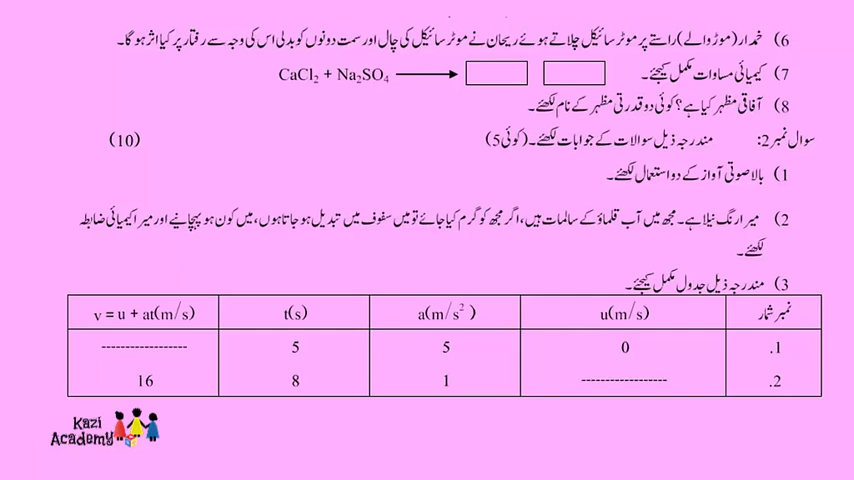 6) خمدار (موڑ والے) راستے پر موٹر سائیکل چلاتے ہوئے ریحان نے موٹر سائیکل کی چال اور سمت دونوں کو بدلی اس کی وجہ سے رفتار پر کیا اثر ہوگا۔
7) کیمیائی مساوات مکمل کیجئے۔ CaCl₂ + Na₂SO₄ ⟶
8) آفاقی مظہر کیا ہے؟ کوئی دو قدرتی مظہر کے نام لکھئے۔
سوال نمبر 2: مندرجہ ذیل سوالات کے جوابات لکھئے۔ (کوئی 5) (10)
1) بالا صوتی آواز کے دو استعمال لکھئے۔
2) میرا رنگ نیلا ہے۔ مجھ میں آب قلماؤ کے سالمات ہیں، اگر مجھ کو گرم کیا جائے تو میں سفوف میں تبدیل ہو جاتا ہوں، میں کون ہو پہچانیے اور میرا کیمیائی ضابطہ
لکھئے۔
3) مندرجہ ذیل جدول مکمل کیجئے۔
نمبر شمار u(m/s) a(m/s²) t(s) v = u + at(m/s)
1. 0 5 5 -----------------
2. ----------------- 1 8 16
Kazi
Academy